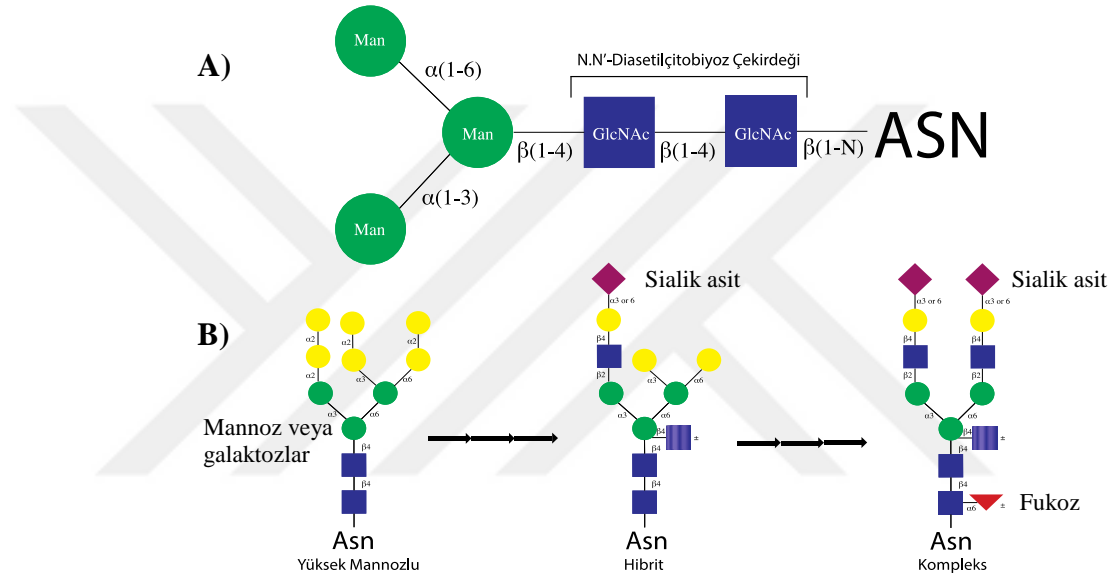 A)
Man
α(1-6)
Man
α(1-3)
Man
β(1-4)
N.N'-Diasetilçitobiyoz Çekirdeği
GlcNAc
β(1-4)
GlcNAc
β(1-N)
ASN
B)
α2
α2
α2
α2
α3
α6
α3
α6
Mannoz veya
galaktozlar
β4
β4
Asn
Yüksek Mannozlu
Sialik asit
α3 or 6
β4
β2
α3
α6
α3
α6
β4
±
β4
β4
Asn
Hibrit
Sialik asit
α3 or 6
α3 or 6
β4
β4
β2
β2
α3
α6
β4
±
β4
β4
α6
±
Fukoz
Asn
Kompleks